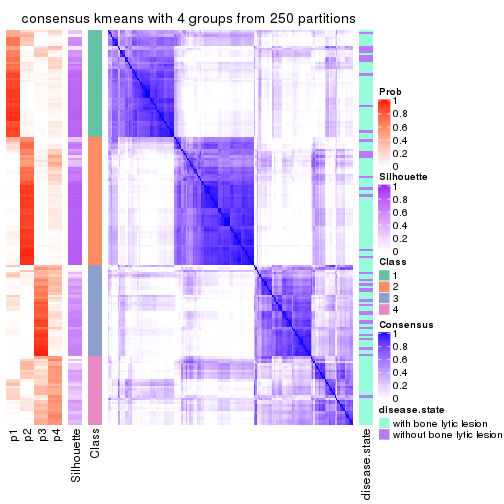 consensus kmeans with 4 groups from 250 partitions
Prob
1
0.8
0.6
0.4
0.2
0
Silhouette
1
0.8
0.6
0.4
0.2
0
Class
1
2
3
4
Consensus
1
0.8
0.6
0.4
0.2
0
disease.state
with bone lytic lesion
without bone lytic lesion
p1
p2
p3
p4
Silhouette
Class
disease.state